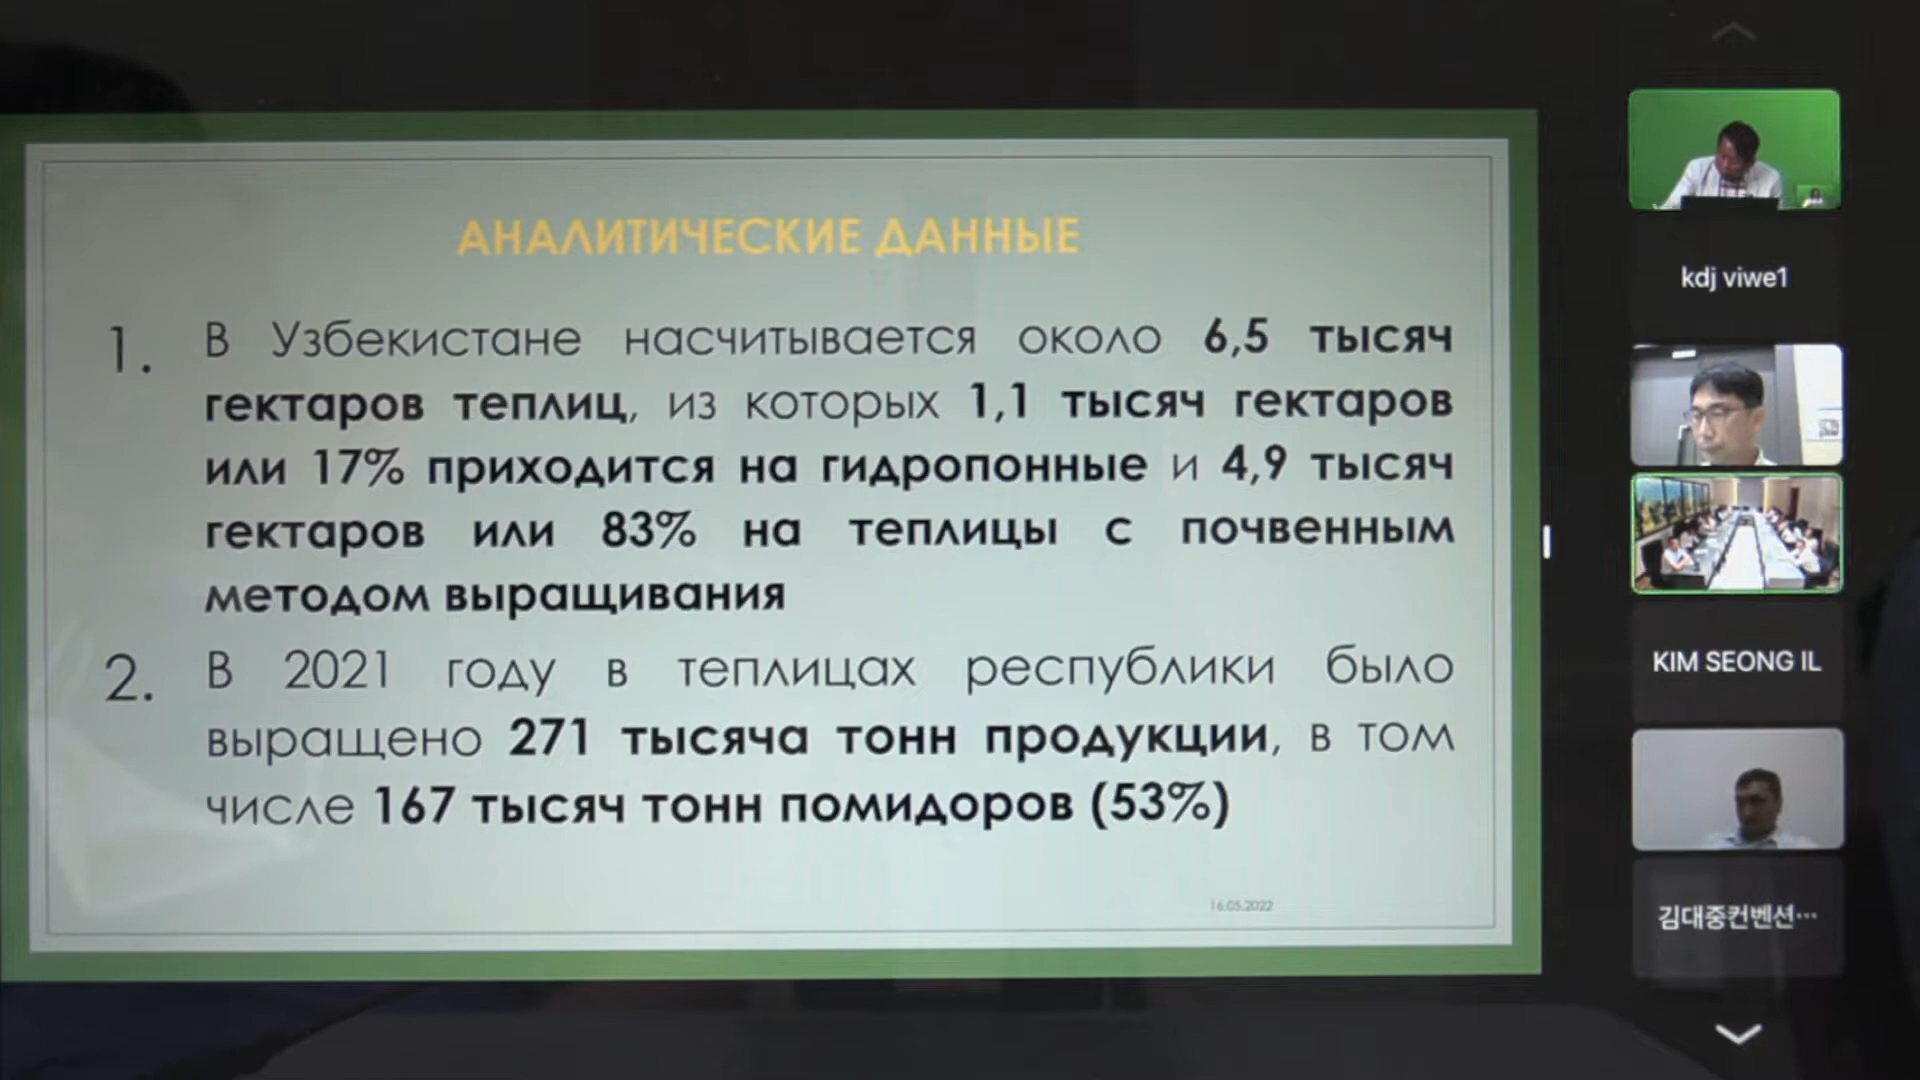 АНАЛИТИЧЕСКИЕ ДАННЫЕ
1. В Узбекистане насчитывается около 6,5 тысяч
гектаров теплиц, из которых 1,1 тысяч гектаров
или 17% приходится на гидропонные и 4,9 тысяч
гектаров или 83% на теплицы с почвенным
методом выращивания
2. В 2021 году в теплицах республики было
выращено 271 тысяча тонн продукции, в том
числе 167 тысяч тонн помидоров (53%)
16.05.2022
kdj viwe1
KIM SEONG IL
김대중컨벤션…